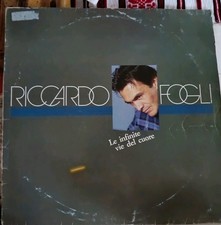 RICCARDO FOGLI
Le infinite
vie del cuore